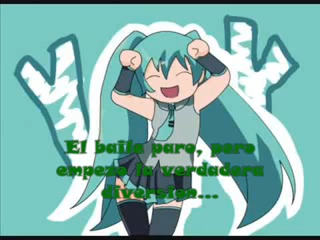 Y Y
El baile paro, pero
empezo la verdadera
diversion...